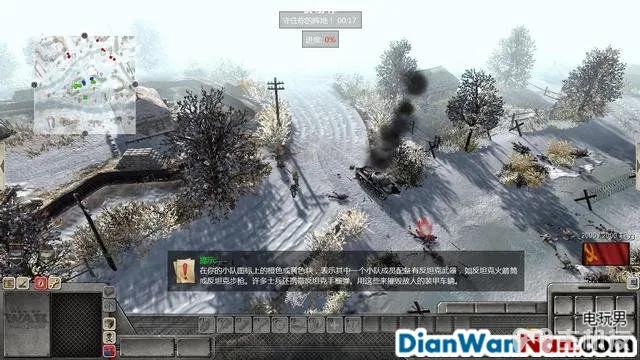 守住你的阵地！ 00:17
进度: 0%
提示:...
在你的小队图标上的橙色或黄色块，表示其中一个小队成员配备有反坦克武器，如反坦克火箭筒
或反坦克步枪。许多士兵还携带反坦克手榴弹，用这些来摧毁敌人的装甲车辆。
电玩男
DianWanNan.com